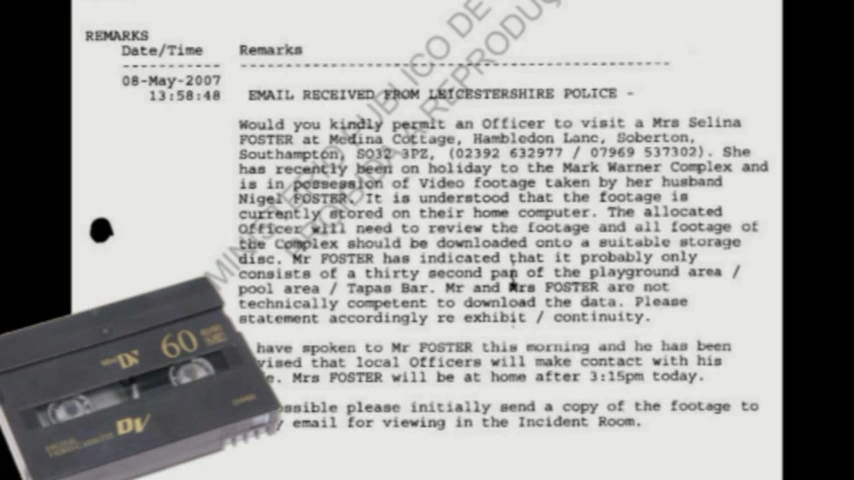 REMARKS
Date/Time Remarks
08-May-2007
13:58:48 EMAIL RECEIVED FROM LEICESTERSHIRE POLICE -
Would you kindly permit an Officer to visit a Mrs Selina
FOSTER at Medina Cottage, Hambledon Lane, Soberton,
Southampton, SO32 3PZ, (02392 632977 / 07969 537302). She
has recently been on holiday to the Mark Warner Complex and
is in possession of Video footage taken by her husband
Nigel FOSTER. It is understood that the footage is
currently stored on their home computer. The allocated
Officer will need to review the footage and all footage of
the Complex should be downloaded onto a suitable storage
disc. Mr FOSTER has indicated that it probably only
consists of a thirty second pan of the playground area /
pool area / Tapas Bar. Mr and Mrs FOSTER are not
technically competent to download the data. Please
statement accordingly re exhibit / continuity.
have spoken to Mr FOSTER this morning and he has been
vised that local Officers will make contact with his
e. Mrs FOSTER will be at home after 3:15pm today.
ossible please initially send a copy of the footage to
y email for viewing in the Incident Room.
MINISTÉRIO PÚBLICO DE
PROIBIDA A REPRODUÇ
Mini DV 60
DV